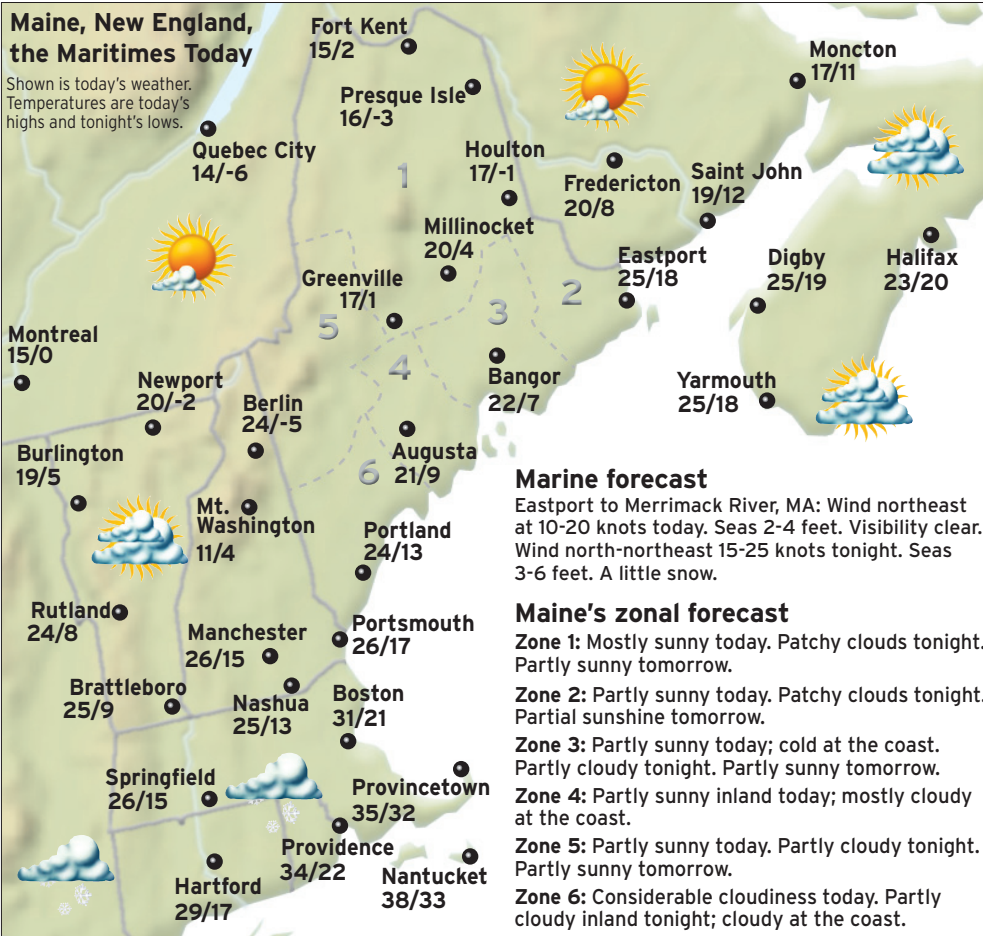 Maine, New England,
the Maritimes Today
Shown is today's weather.
Temperatures are today's
highs and tonight's lows.
Fort Kent
15/2
Moncton
17/11
Presque Isle
16/-3
Quebec City
14/-6
Houlton
17/-1
1
Fredericton
20/8
Saint John
19/12
Millinocket
20/4
Eastport
25/18
Digby
25/19
Halifax
23/20
Greenville
17/1
2
3
5
4
Montreal
15/0
Newport
20/-2
Berlin
24/-5
Bangor
22/7
Yarmouth
25/18
Burlington
19/5
Augusta
21/9
6
Mt.
Washington
11/4
Portland
24/13
Rutland
24/8
Manchester
26/15
Portsmouth
26/17
Brattleboro
25/9
Nashua
25/13
Boston
31/21
Springfield
26/15
Provincetown
35/32
Providence
34/22
Nantucket
38/33
Hartford
29/17
Marine forecast
Eastport to Merrimack River, MA: Wind northeast
at 10-20 knots today. Seas 2-4 feet. Visibility clear.
Wind north-northeast 15-25 knots tonight. Seas
3-6 feet. A little snow.
Maine's zonal forecast
Zone 1: Mostly sunny today. Patchy clouds tonight.
Partly sunny tomorrow.
Zone 2: Partly sunny today. Patchy clouds tonight.
Partial sunshine tomorrow.
Zone 3: Partly sunny today; cold at the coast.
Partly cloudy tonight. Partly sunny tomorrow.
Zone 4: Partly sunny inland today; mostly cloudy
at the coast.
Zone 5: Partly sunny today. Partly cloudy tonight.
Partly sunny tomorrow.
Zone 6: Considerable cloudiness today. Partly
cloudy inland tonight; cloudy at the coast.